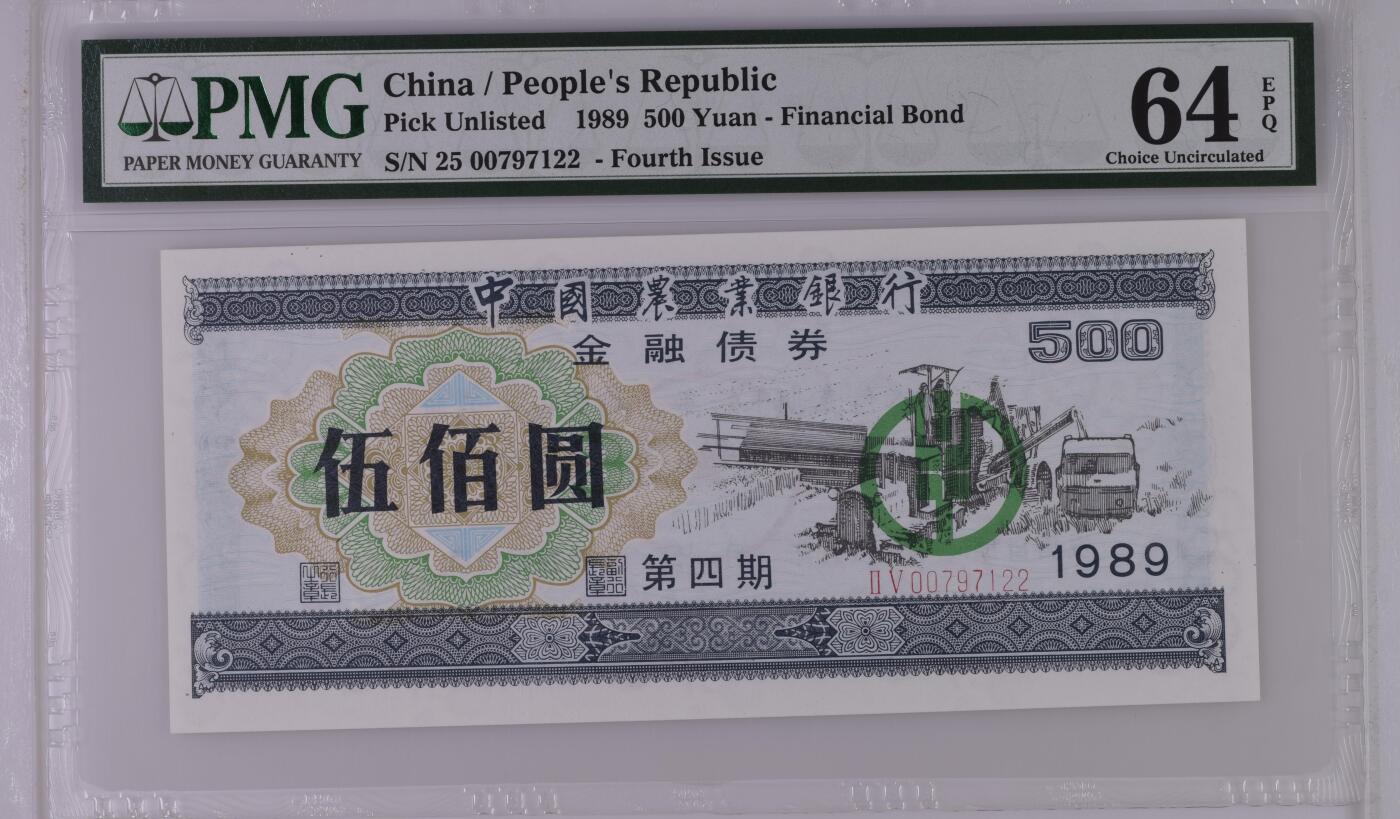 PMG
PAPER MONEY GUARANTY
China / People's Republic
Pick Unlisted 1989 500 Yuan - Financial Bond
S/N 25 00797122 - Fourth Issue
64
EPQ
Choice Uncirculated
中國農業銀行
金融债券
500
伍佰圆
第四期
ⅡⅤ00797122
1989